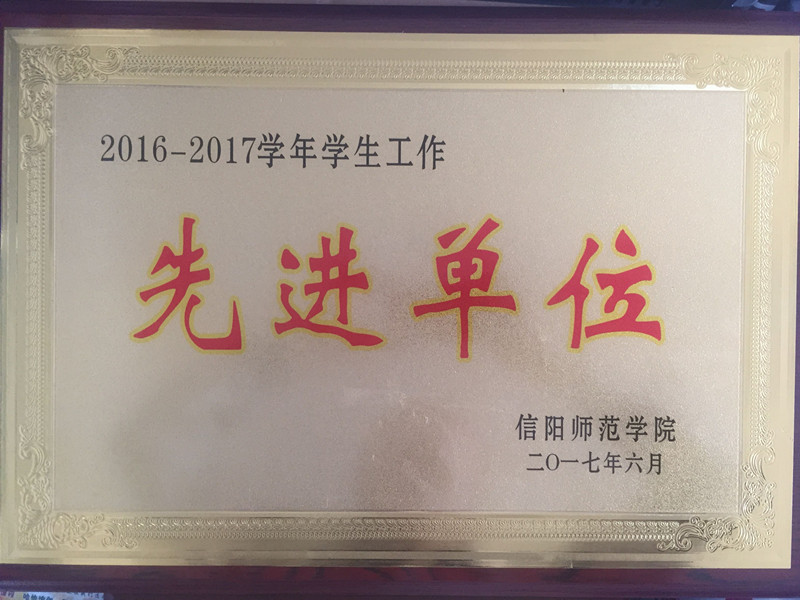 2016-2017学年学生工作
先进单位
信阳师范学院
二〇一七年六月